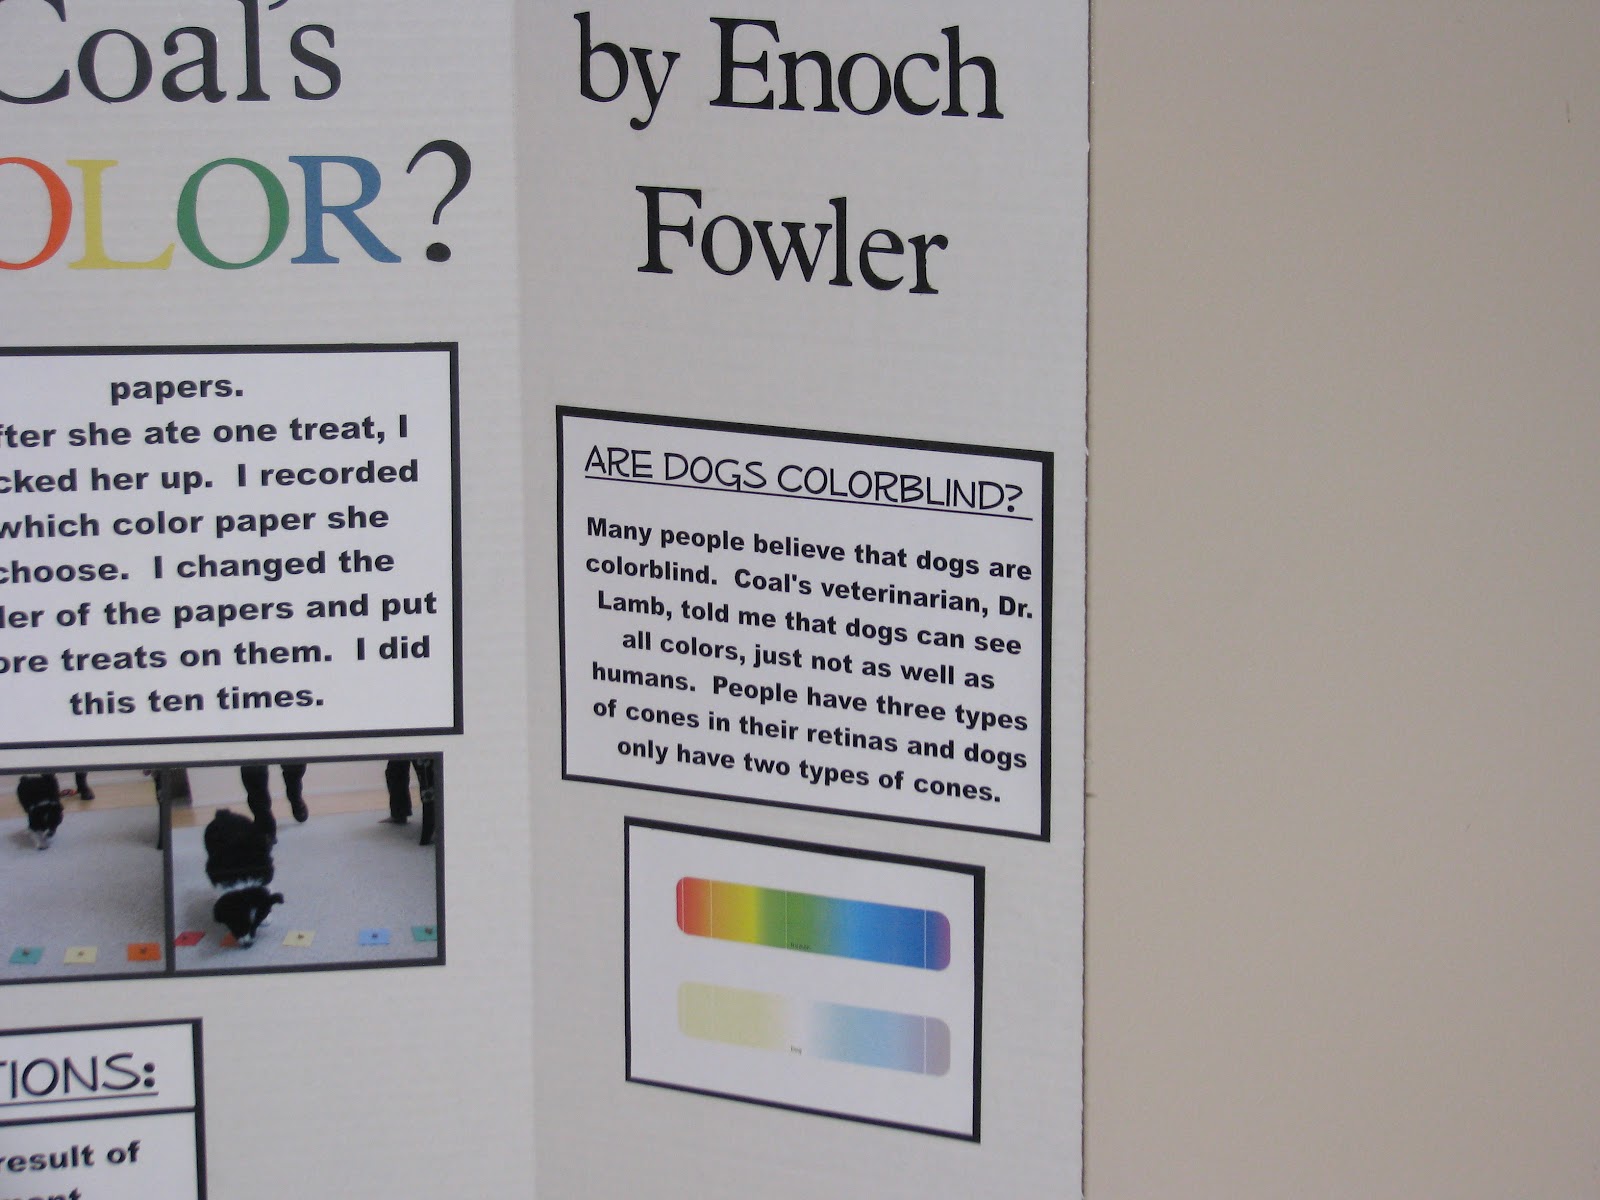 Coal's
OLOR?
by Enoch
Fowler
papers.
fter she ate one treat, I
cked her up. I recorded
which color paper she
choose. I changed the
der of the papers and put
ore treats on them. I did
this ten times.
ARE DOGS COLORBLIND?
Many people believe that dogs are
colorblind. Coal's veterinarian, Dr.
Lamb, told me that dogs can see
all colors, just not as well as
humans. People have three types
of cones in their retinas and dogs
only have two types of cones.
TIONS:
result of